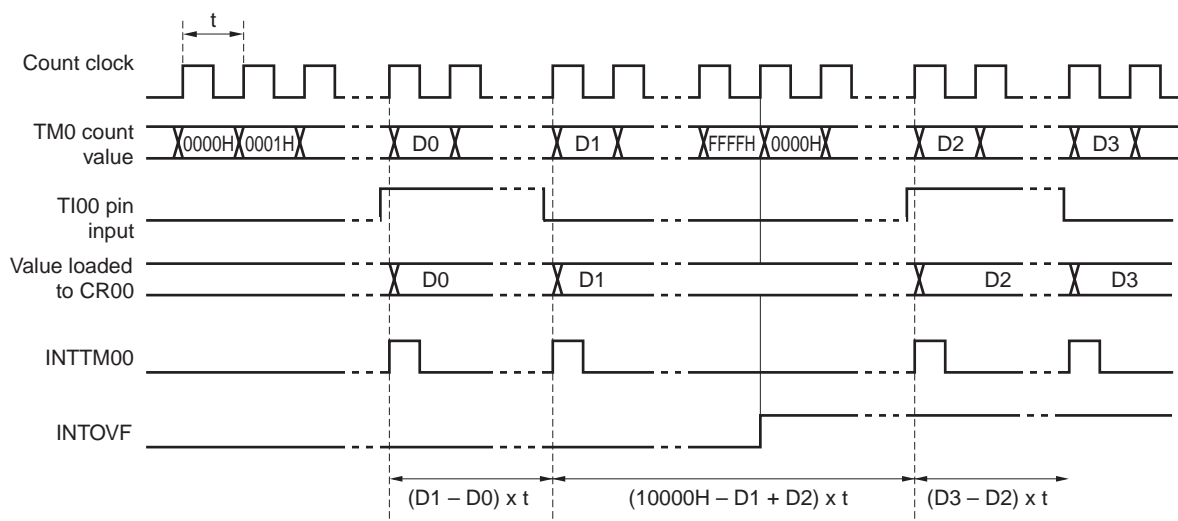 t
Count clock
TM0 count
value
0000H 0001H D0 D1 FFFFH 0000H D2 D3
TI00 pin
input
Value loaded
to CR00
D0 D1 D2 D3
INTTM00
INTOVF
(D1 – D0) x t (10000H – D1 + D2) x t (D3 – D2) x t